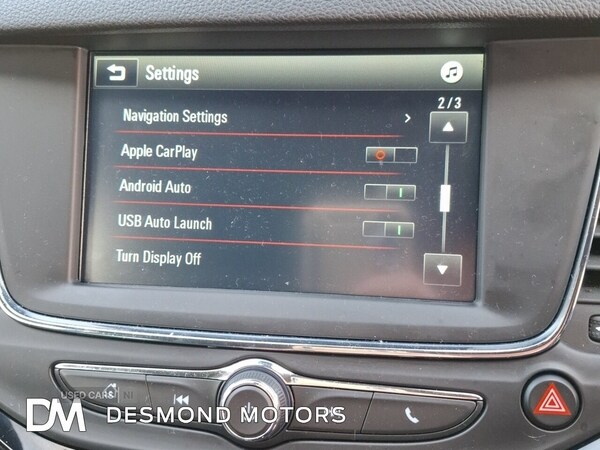 Settings
2/3
Navigation Settings >
Apple CarPlay
Android Auto
USB Auto Launch
Turn Display Off
USED CARS NI
DM DESMOND MOTORS